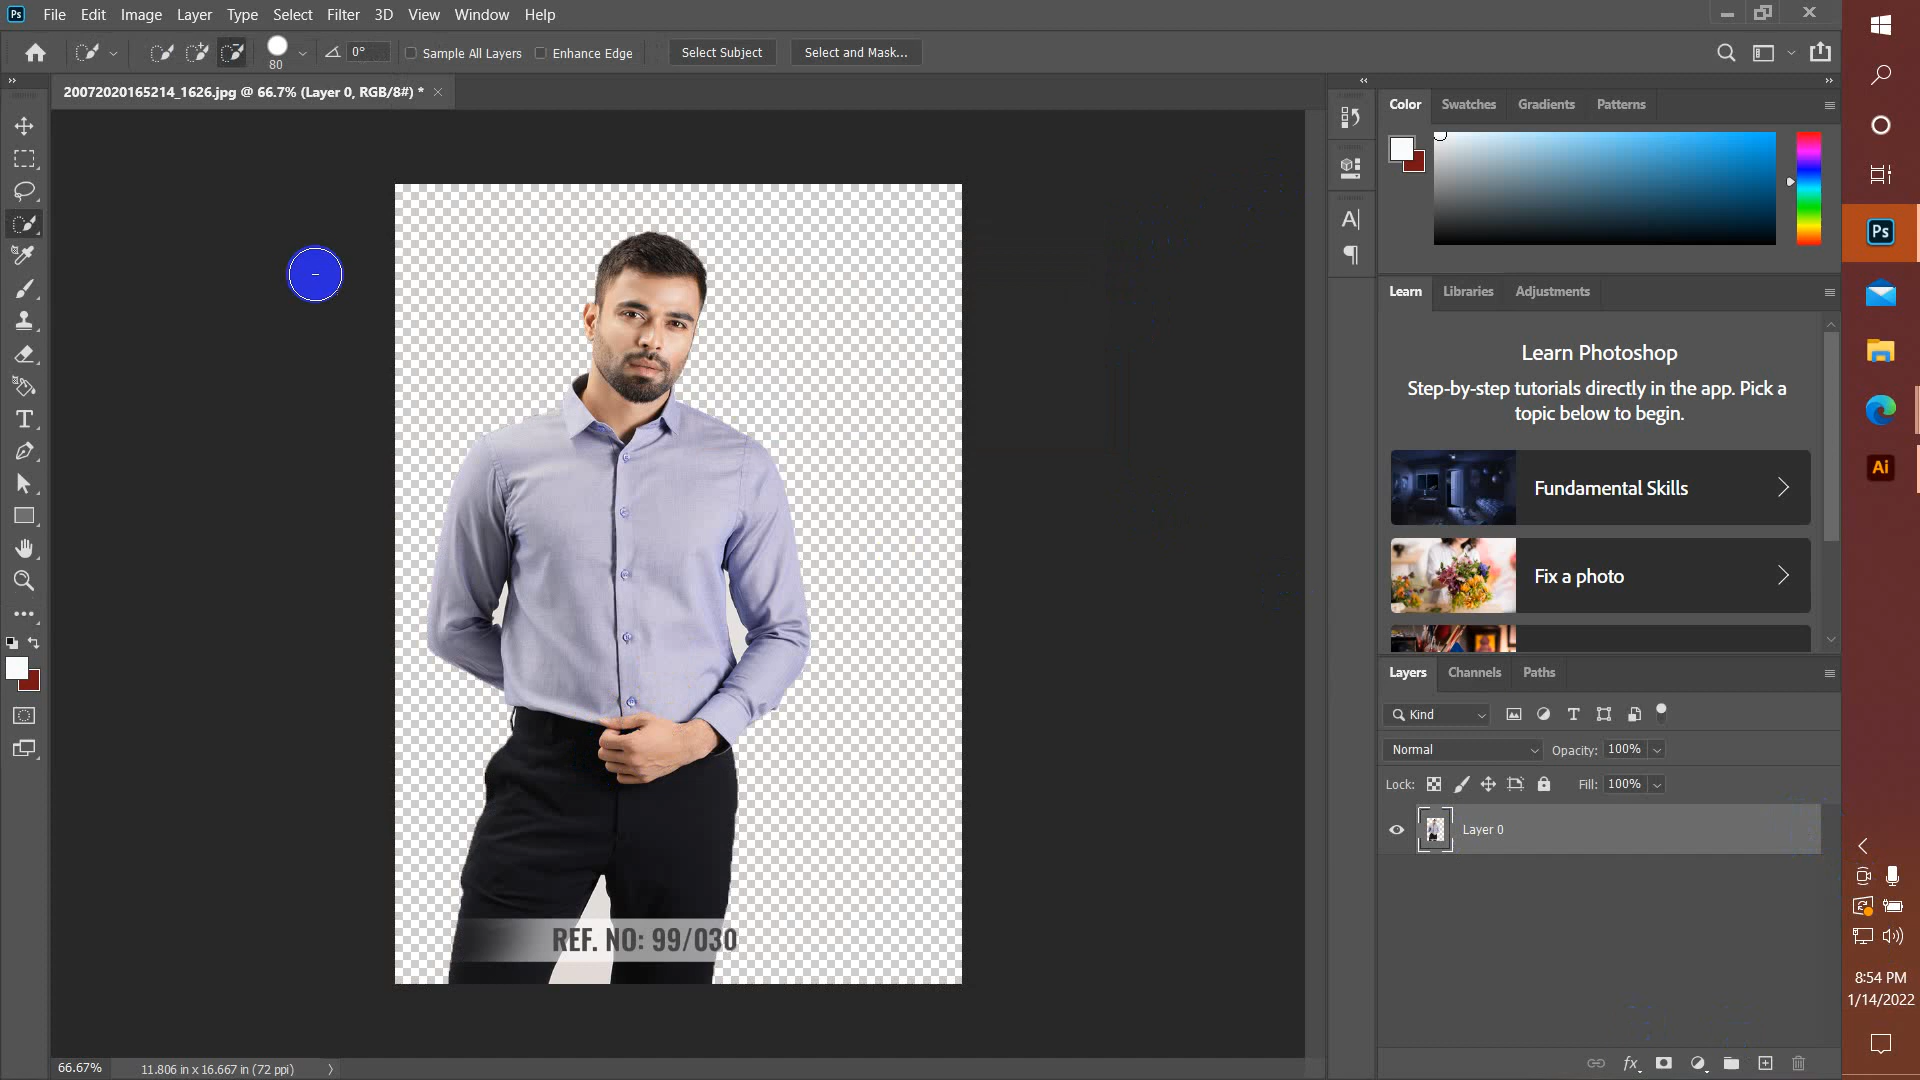 Ps File Edit Image Layer Type Select Filter 3D View Window Help
80 0° Sample All Layers Enhance Edge Select Subject Select and Mask...
20072020165214_1626.jpg @ 66.7% (Layer 0, RGB/8#) * ×
Color Swatches Gradients Patterns
Ps
Learn Libraries Adjustments
Learn Photoshop
Step-by-step tutorials directly in the app. Pick a
topic below to begin.
Fundamental Skills
Ai
Fix a photo
Layers Channels Paths
Kind
Normal Opacity: 100%
Lock: Fill: 100%
Layer 0
REF. NO: 99/030
8:54 PM
1/14/2022
66.67% 11.806 in x 16.667 in (72 ppi)